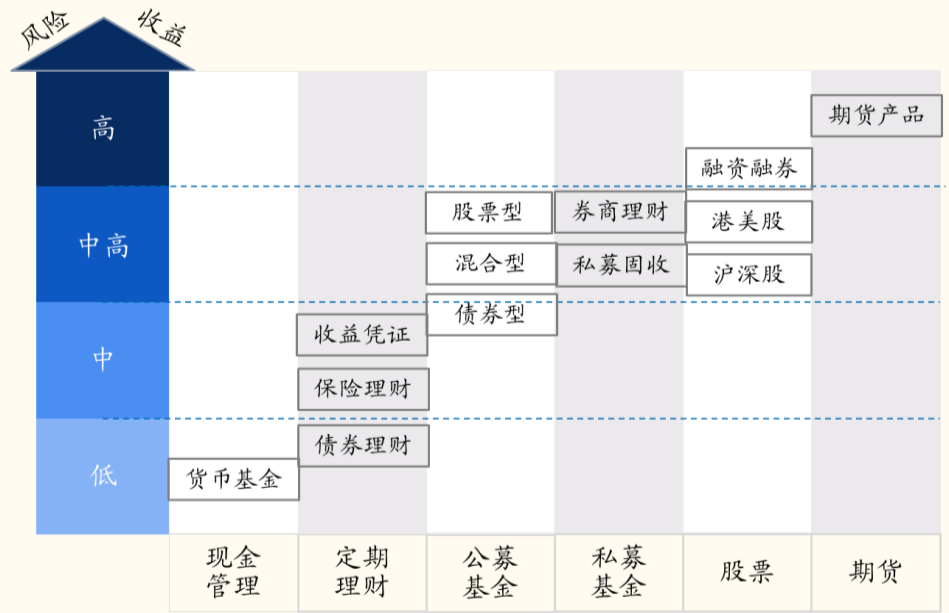 风险 收益
高
期货产品
融资融券
中高
股票型
券商理财
港美股
混合型
私募固收
沪深股
债券型
中
收益凭证
保险理财
低
债券理财
货币基金
现金
管理
定期
理财
公募
基金
私募
基金
股票
期货